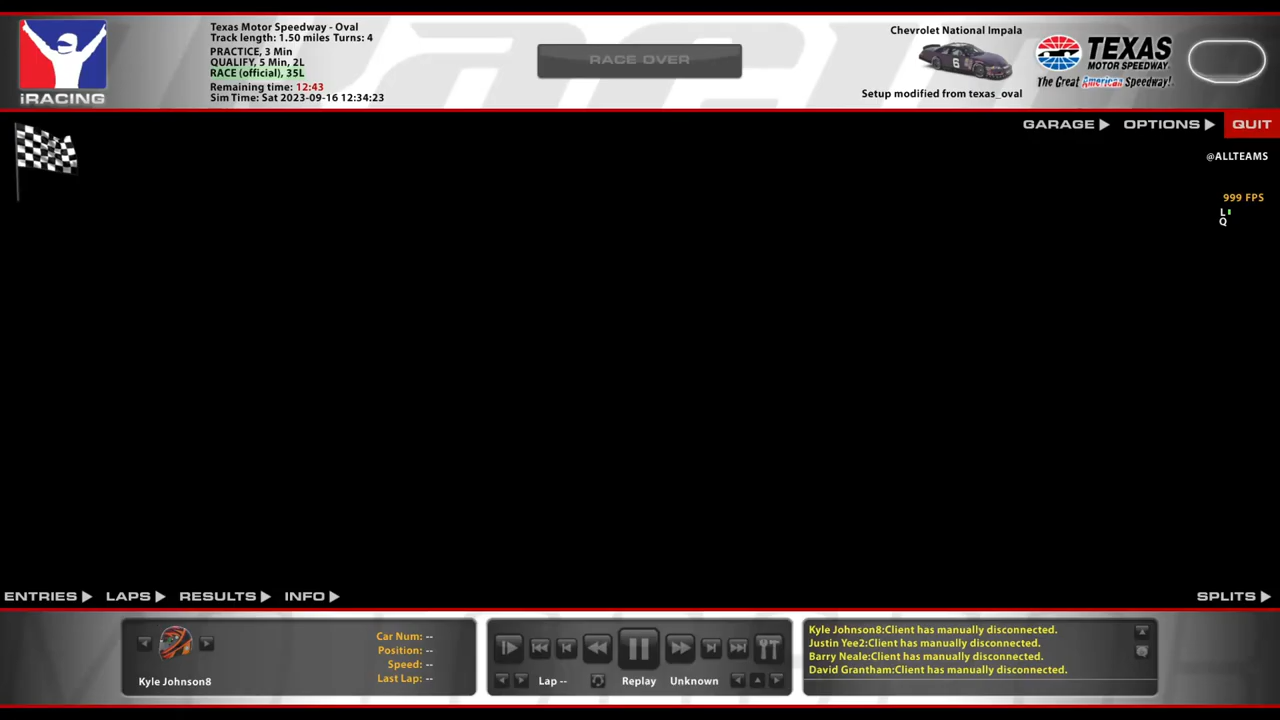 Texas Motor Speedway - Oval
Track length: 1.50 miles Turns: 4
PRACTICE, 3 Min
QUALIFY, 5 Min, 2L
RACE (official), 35L
Remaining time: 12:43
Sim Time: Sat 2023-09-16 12:34:23
iRACING
RACE OVER
Chevrolet National Impala
6
Setup modified from texas_oval
TEXAS
MOTOR SPEEDWAY
The Great American Speedway!
GARAGE OPTIONS QUIT
@ALLTEAMS
999 FPS
L
Q
ENTRIES LAPS RESULTS INFO SPLITS
Kyle Johnson8
Car Num: --
Position: --
Speed: --
Last Lap: --
Lap -- Replay Unknown
Kyle Johnson8:Client has manually disconnected.
Justin Yee2:Client has manually disconnected.
Barry Neale:Client has manually disconnected.
David Grantham:Client has manually disconnected.